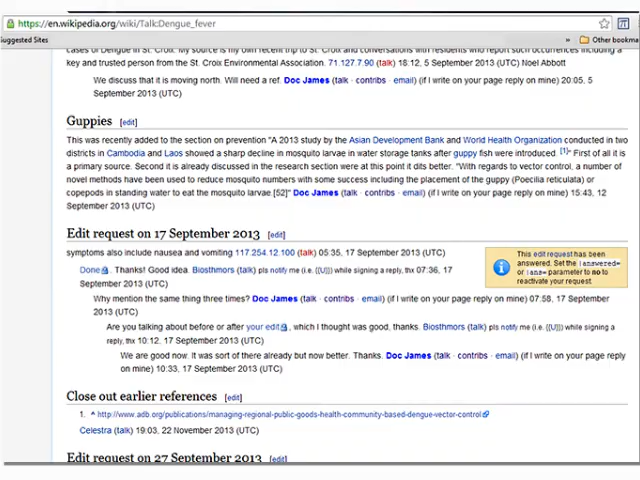 https://en.wikipedia.org/wiki/Talk:Dengue_fever
Suggested Sites » Other bookma
cases of Dengue in St. Croix. My source is my own recent trip to St. Croix and conversations with residents who report such occurrences including a
key and trusted person from the St. Croix Environmental Association. 71.127.7.90 (talk) 18:12, 5 September 2013 (UTC) Noel Abbott
We discuss that it is moving north. Will need a ref. Doc James (talk · contribs · email) (if I write on your page reply on mine) 20:05, 5
September 2013 (UTC)
Guppies [edit]
This was recently added to the section on prevention "A 2013 study by the Asian Development Bank and World Health Organization conducted in two
districts in Cambodia and Laos showed a sharp decline in mosquito larvae in water storage tanks after guppy fish were introduced. [1]" First of all it is
a primary source. Second it is already discussed in the research section were at this point it dits better. "With regards to vector control, a number of
novel methods have been used to reduce mosquito numbers with some success including the placement of the guppy (Poecilia reticulata) or
copepods in standing water to eat the mosquito larvae [52]" Doc James (talk · contribs · email) (if I write on your page reply on mine) 15:43, 12
September 2013 (UTC)
Edit request on 17 September 2013 [edit]
symptoms also include nausea and vomiting 117.254.12.100 (talk) 05:35, 17 September 2013 (UTC)
This edit request has been
answered. Set the |answered=
or |ans= parameter to no to
reactivate your request.
Done . Thanks! Good idea. Biosthmors (talk) pls notify me (i.e. {{U}}) while signing a reply, thx 07:36, 17
September 2013 (UTC)
Why mention the same thing three times? Doc James (talk · contribs · email) (if I write on your page reply on mine) 07:58, 17 September
2013 (UTC)
Are you talking about before or after your edit , which I thought was good, thanks. Biosthmors (talk) pls notify me (i.e. {{U}}) while signing a
reply, thx 10:12, 17 September 2013 (UTC)
We are good now. It was sort of there already but now better. Thanks. Doc James (talk · contribs · email) (if I write on your page reply
on mine) 10:33, 17 September 2013 (UTC)
Close out earlier references [edit]
1. ^ http://www.adb.org/publications/managing-regional-public-goods-health-community-based-dengue-vector-control
Celestra (talk) 19:03, 22 November 2013 (UTC)
Edit request on 27 September 2013 [edit]